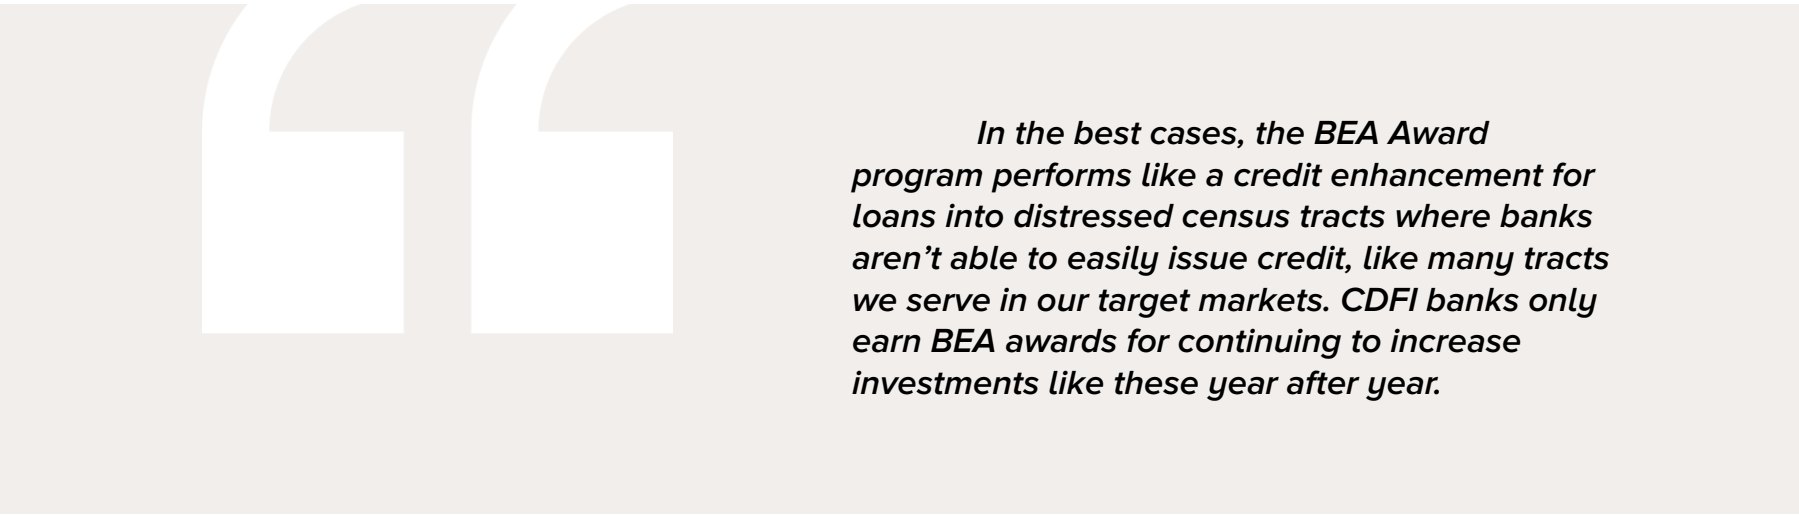 In the best cases, the BEA Award
program performs like a credit enhancement for
loans into distressed census tracts where banks
aren’t able to easily issue credit, like many tracts
we serve in our target markets. CDFI banks only
earn BEA awards for continuing to increase
investments like these year after year.